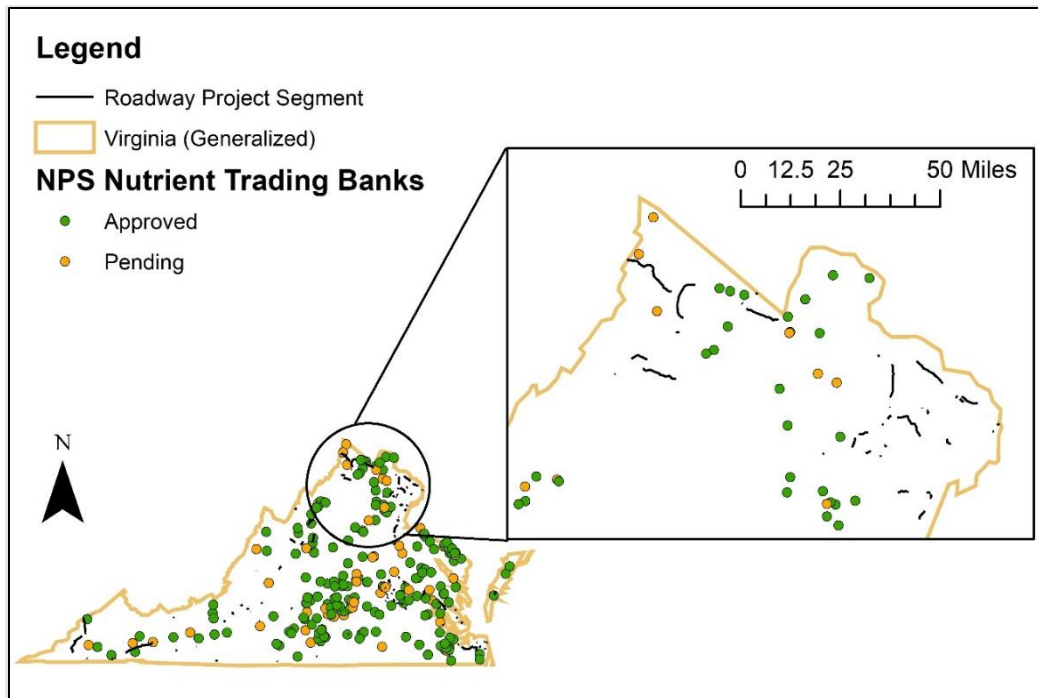 Legend
Roadway Project Segment
Virginia (Generalized)
NPS Nutrient Trading Banks
Approved
Pending
0 12.5 25 50 Miles
N